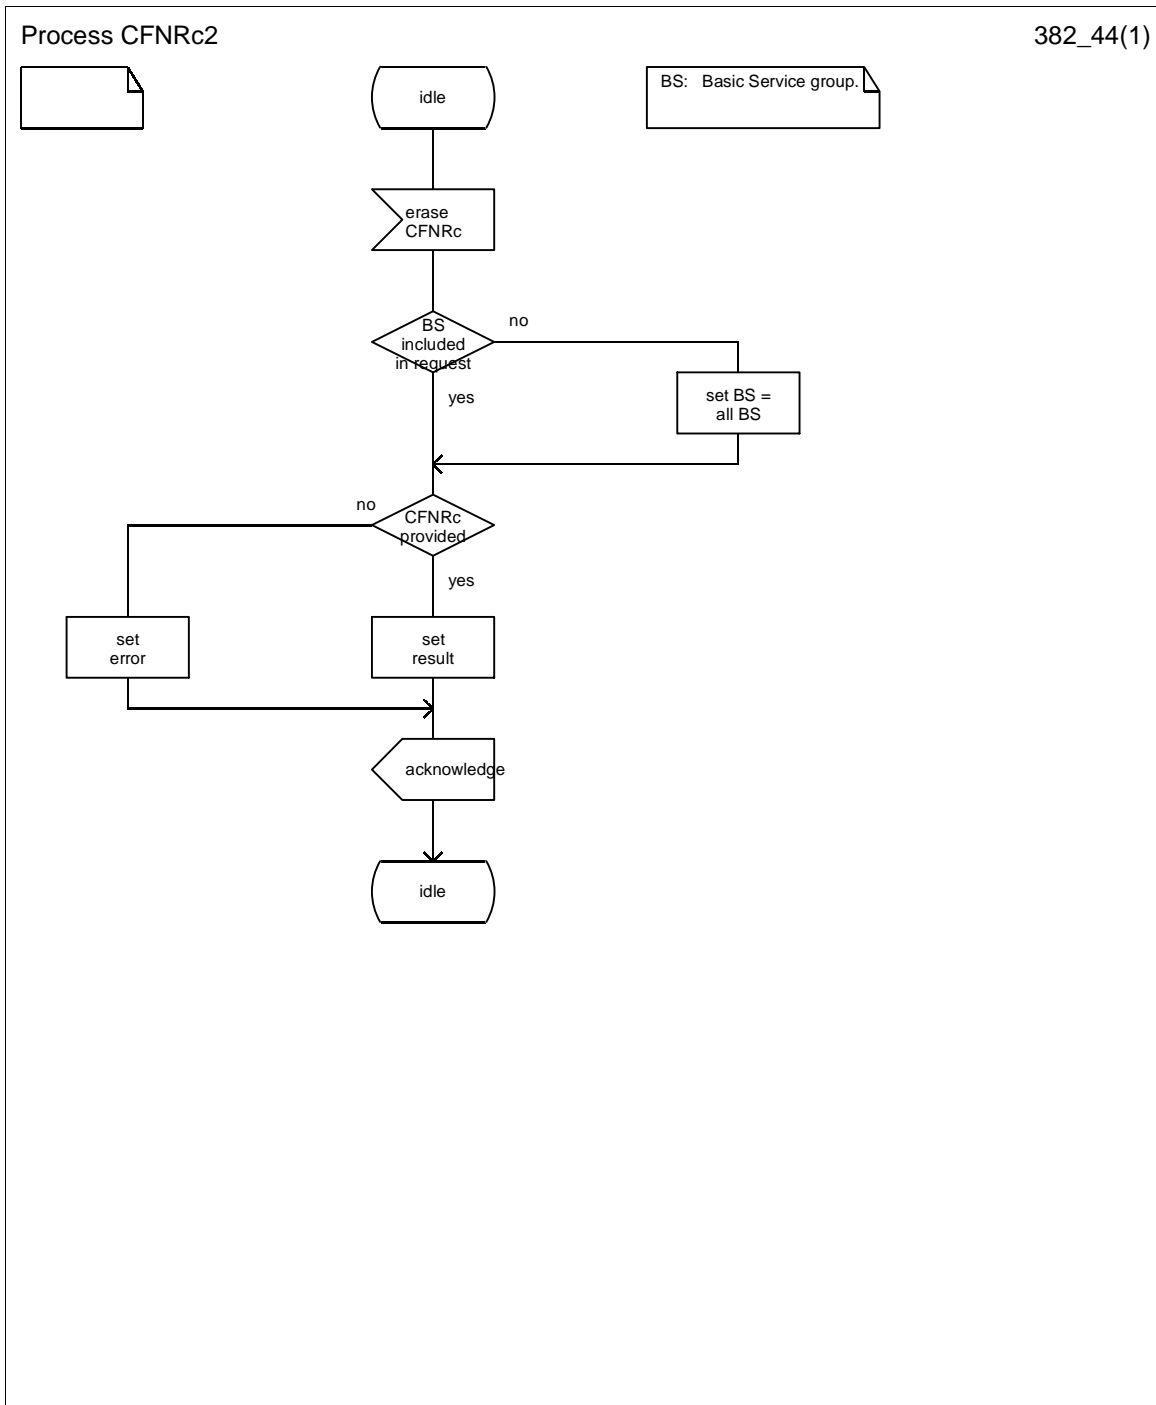 Process CFNRc2
382_44(1)
idle
BS: Basic Service group.
erase
CFNRc
BS
included
in request
no
yes
set BS =
all BS
no
CFNRc
provided
yes
set
error
set
result
acknowledge
idle